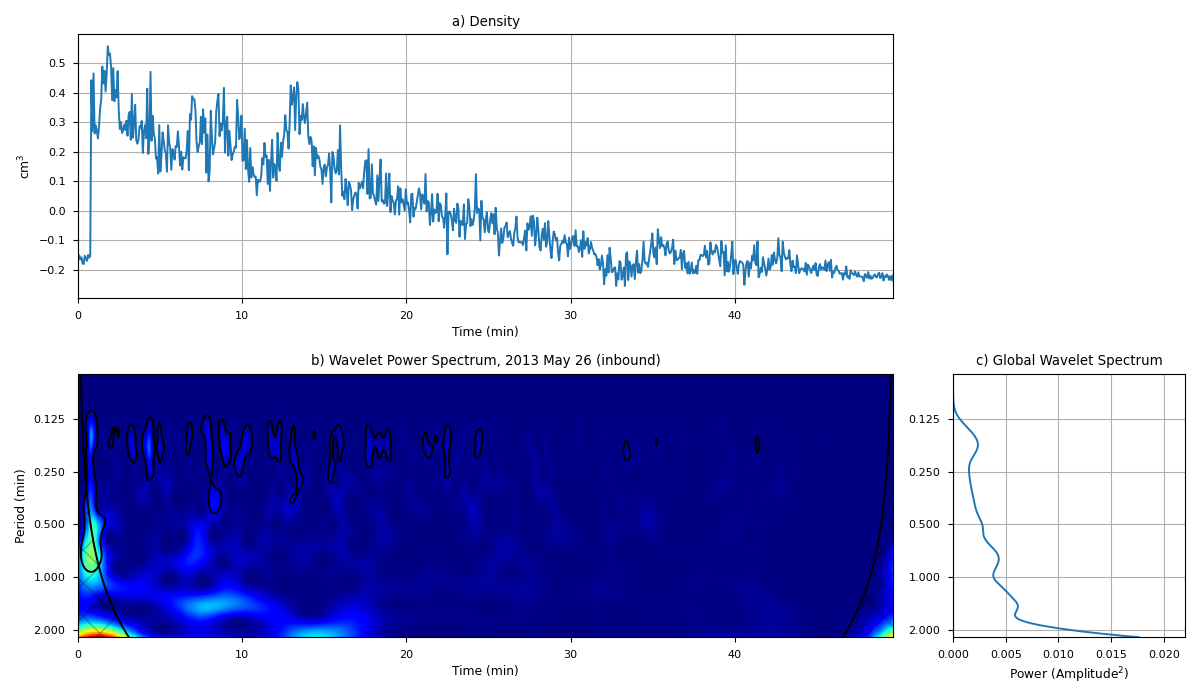 a) Density
0.5
0.4
0.3
0.2
0.1
0.0
−0.1
−0.2
cm³
0 10 20 30 40
Time (min)
b) Wavelet Power Spectrum, 2013 May 26 (inbound)
0.125
0.250
0.500
1.000
2.000
Period (min)
0 10 20 30 40
Time (min)
c) Global Wavelet Spectrum
0.125
0.250
0.500
1.000
2.000
0.000 0.005 0.010 0.015 0.020
Power (Amplitude²)